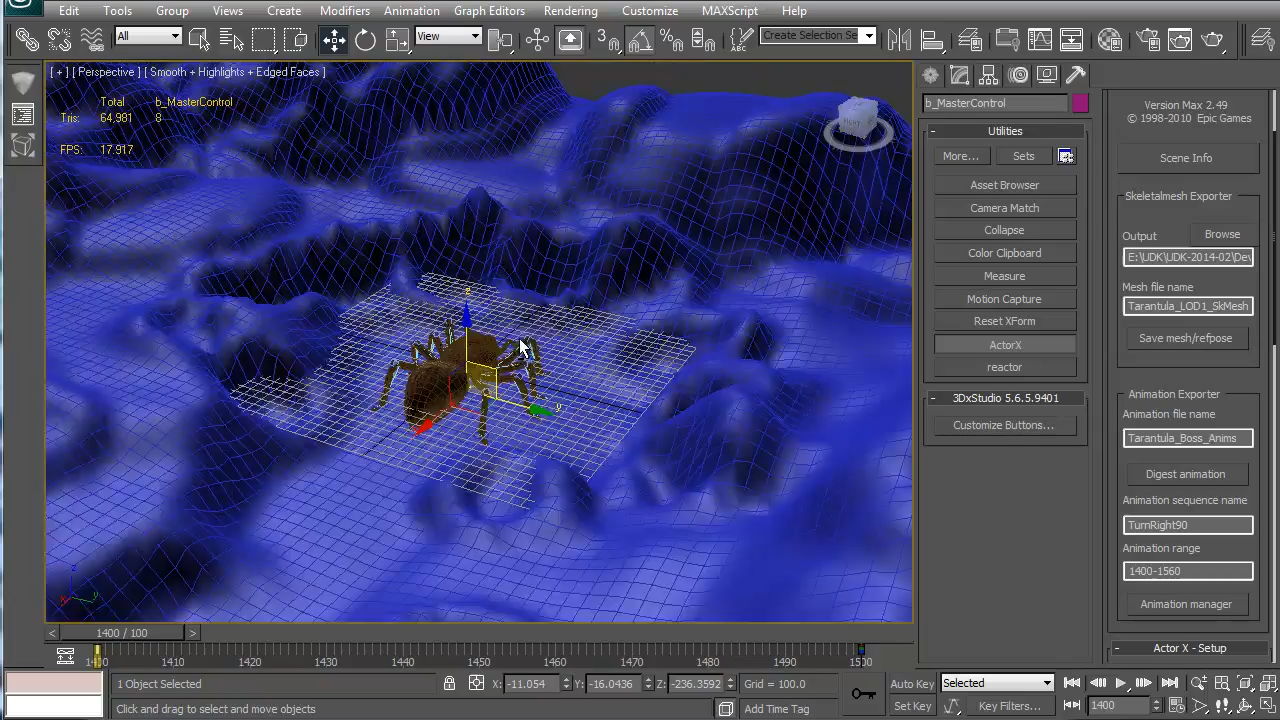 Edit Tools Group Views Create Modifiers Animation Graph Editors Rendering Customize MAXScript Help
All View 3 % Create Selection Se
[ + ] [ Perspective ] [ Smooth + Highlights + Edged Faces ]
Total b_MasterControl
Tris: 64,981 8
FPS: 17.917
z
y
z
x y
b_MasterControl
- Utilities
More... Sets
Asset Browser
Camera Match
Collapse
Color Clipboard
Measure
Motion Capture
Reset XForm
ActorX
reactor
- 3DxStudio 5.6.5.9401
Customize Buttons...
Version Max 2.49
© 1998-2010 Epic Games
Scene Info
Skeletalmesh Exporter
Output Browse
E:\UDK\UDK-2014-02\Dev
Mesh file name
Tarantula_LOD1_SkMesh
Save mesh/refpose
Animation Exporter
Animation file name
Tarantula_Boss_Anims
Digest animation
Animation sequence name
TurnRight90
Animation range
1400-1560
Animation manager
- Actor X - Setup
< 1400 / 100 >
1400 1410 1420 1430 1440 1450 1460 1470 1480 1490 1500
1 Object Selected X: -11.054 Y: -16.0436 Z: -236.3592 Grid = 100.0 Auto Key Selected
Click and drag to select and move objects Add Time Tag Set Key Key Filters... 1400